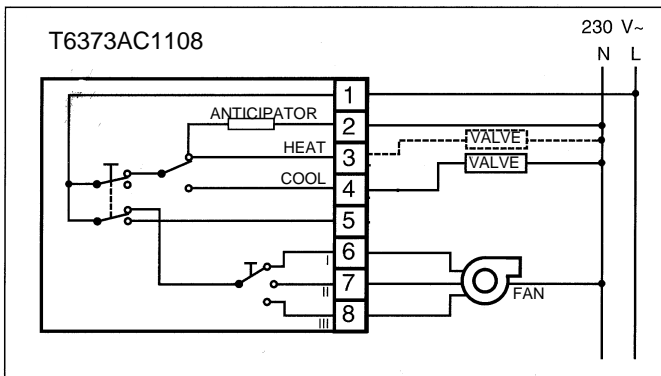 T6373AC1108
230 V~
N L
1
ANTICIPATOR
2
HEAT
3
VALVE
COOL
4
VALVE
5
I
6
II
7
FAN
III
8